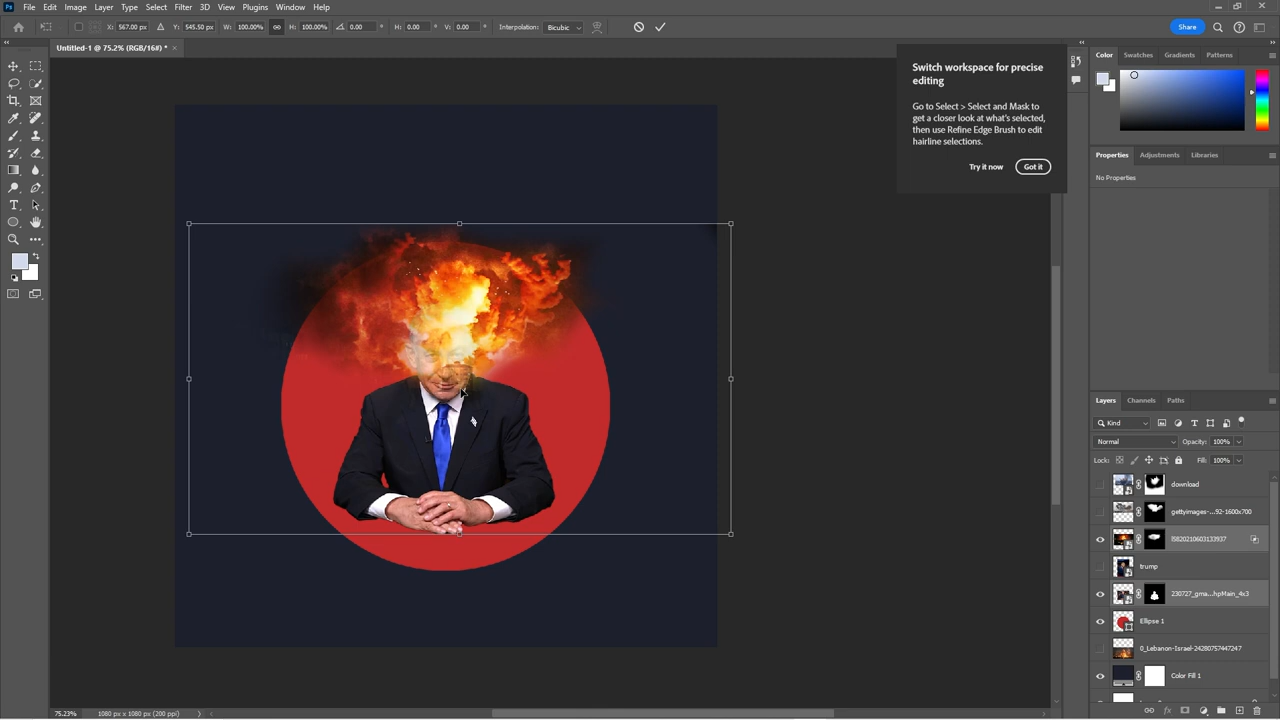 File Edit Image Layer Type Select Filter 3D View Plugins Window Help
X: 567.00 px Y: 545.50 px W: 100.00% H: 100.00% 0.00 H: 0.00 V: 0.00 Interpolation: Bicubic Share
Untitled-1 @ 75.2% (RGB/16#) *
Switch workspace for precise
editing
Go to Select > Select and Mask to
get a closer look at what's selected,
then use Refine Edge Brush to edit
hairline selections.
Try it now Got it
Color Swatches Gradients Patterns
Properties Adjustments Libraries
No Properties
Layers Channels Paths
Kind
Normal Opacity: 100%
Lock: Fill: 100%
download
gettyimages-...92-1600x700
IS820210603133937
trump
230727_gma...hpMain_4x3
Ellipse 1
0_Lebanon-Israel-24280757447247
Color Fill 1
75.23% 1080 px x 1080 px (200 ppi)